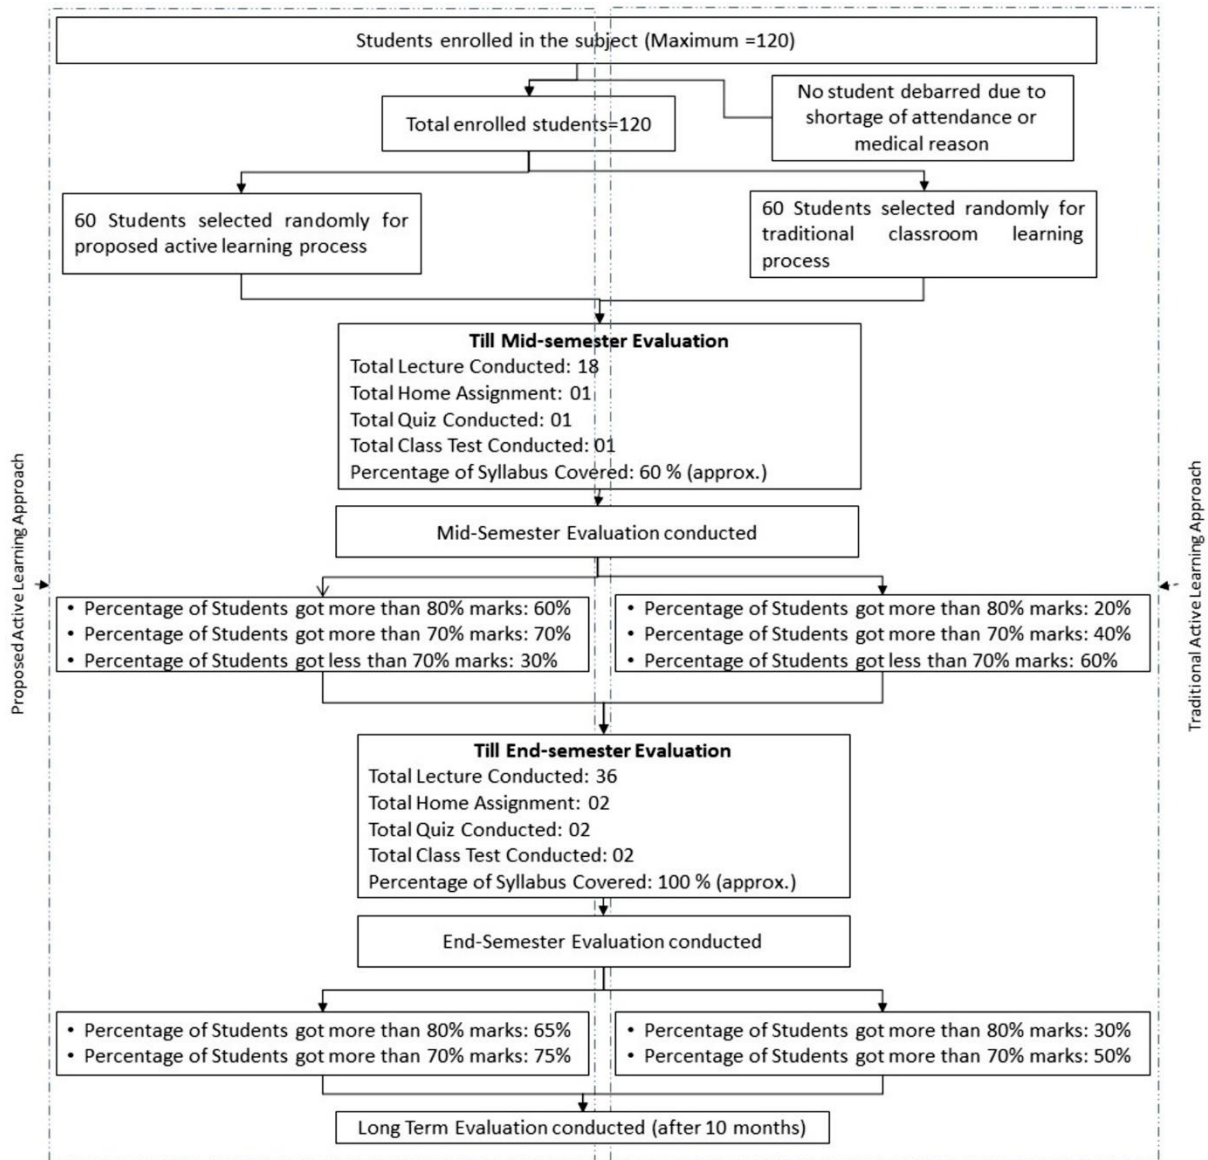 Students enrolled in the subject (Maximum =120)
Total enrolled students=120
No student debarred due to
shortage of attendance or
medical reason
60 Students selected randomly for
proposed active learning process
60 Students selected randomly for
traditional classroom learning
process
Till Mid-semester Evaluation
Total Lecture Conducted: 18
Total Home Assignment: 01
Total Quiz Conducted: 01
Total Class Test Conducted: 01
Percentage of Syllabus Covered: 60 % (approx.)
Mid-Semester Evaluation conducted
Proposed Active Learning Approach
Traditional Active Learning Approach
• Percentage of Students got more than 80% marks: 60%
• Percentage of Students got more than 70% marks: 70%
• Percentage of Students got less than 70% marks: 30%
• Percentage of Students got more than 80% marks: 20%
• Percentage of Students got more than 70% marks: 40%
• Percentage of Students got less than 70% marks: 60%
Till End-semester Evaluation
Total Lecture Conducted: 36
Total Home Assignment: 02
Total Quiz Conducted: 02
Total Class Test Conducted: 02
Percentage of Syllabus Covered: 100 % (approx.)
End-Semester Evaluation conducted
• Percentage of Students got more than 80% marks: 65%
• Percentage of Students got more than 70% marks: 75%
• Percentage of Students got more than 80% marks: 30%
• Percentage of Students got more than 70% marks: 50%
Long Term Evaluation conducted (after 10 months)